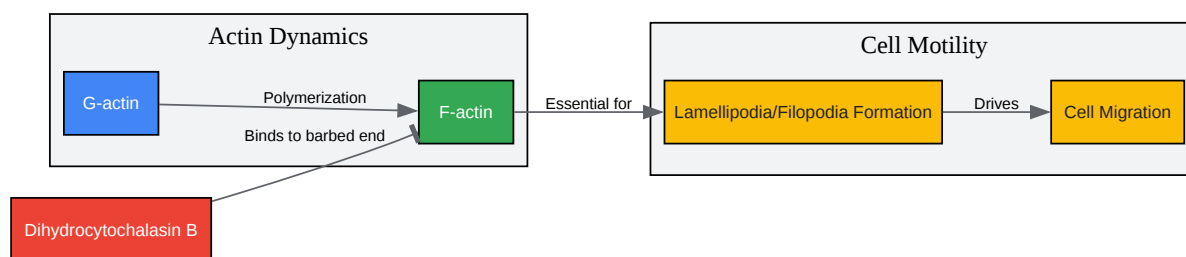 Actin Dynamics
G-actin
Polymerization
F-actin
Binds to barbed end
Dihydrocytochalasin B
Essential for
Cell Motility
Lamellipodia/Filopodia Formation
Drives
Cell Migration